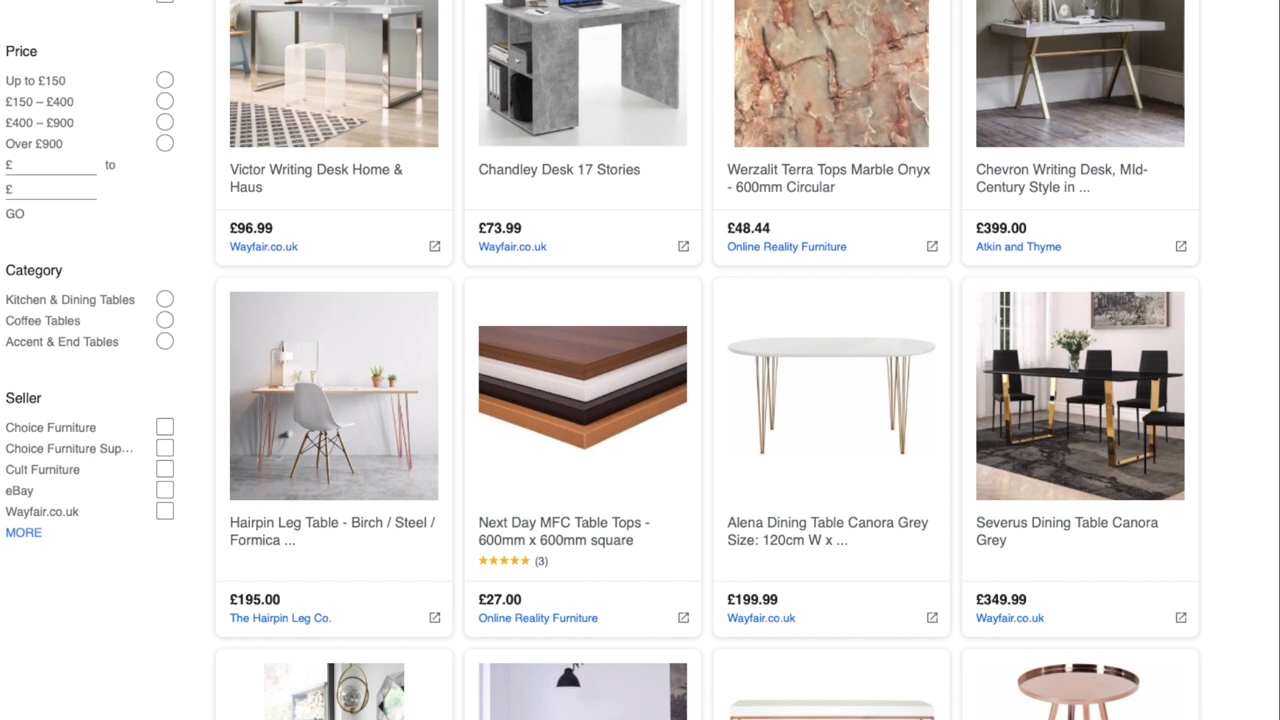 Price
Up to £150
£150 – £400
£400 – £900
Over £900
£ to
£
GO
Category
Kitchen & Dining Tables
Coffee Tables
Accent & End Tables
Seller
Choice Furniture
Choice Furniture Sup...
Cult Furniture
eBay
Wayfair.co.uk
MORE
Victor Writing Desk Home &
Haus
£96.99
Wayfair.co.uk
Chandley Desk 17 Stories
£73.99
Wayfair.co.uk
Werzalit Terra Tops Marble Onyx
- 600mm Circular
£48.44
Online Reality Furniture
Chevron Writing Desk, MId-
Century Style in ...
£399.00
Atkin and Thyme
Hairpin Leg Table - Birch / Steel /
Formica ...
£195.00
The Hairpin Leg Co.
Next Day MFC Table Tops -
600mm x 600mm square
★★★★★ (3)
£27.00
Online Reality Furniture
Alena Dining Table Canora Grey
Size: 120cm W x ...
£199.99
Wayfair.co.uk
Severus Dining Table Canora
Grey
£349.99
Wayfair.co.uk